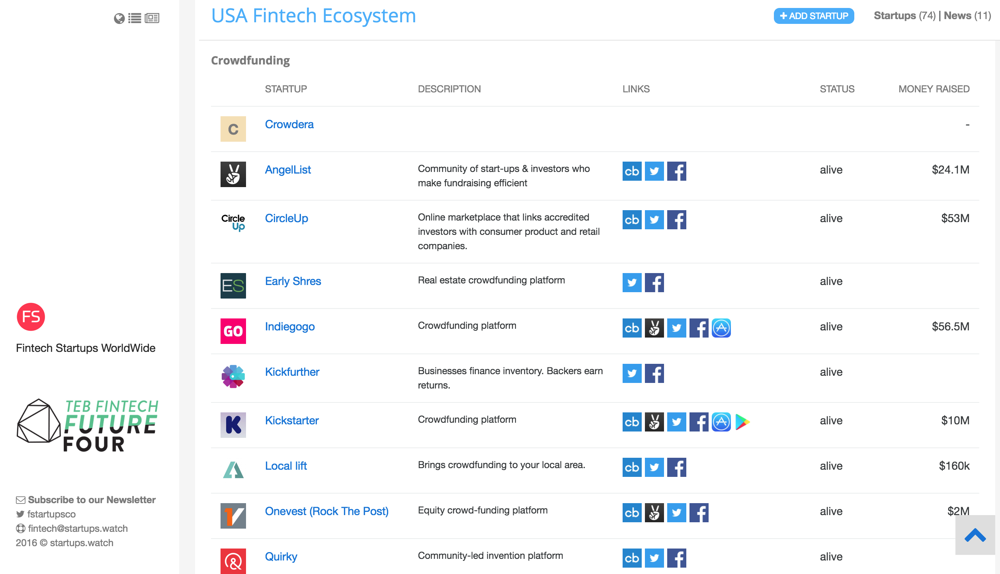 USA Fintech Ecosystem
+ ADD STARTUP
Startups (74) | News (11)
Crowdfunding
STARTUP DESCRIPTION LINKS STATUS MONEY RAISED
C Crowdera -
AngelList Community of start-ups & investors who cb f alive $24.1M
make fundraising efficient
Circle Up CircleUp Online marketplace that links accredited cb f alive $53M
investors with consumer product and retail
companies.
ES Early Shres Real estate crowdfunding platform f alive
GO Indiegogo Crowdfunding platform cb f alive $56.5M
Kickfurther Businesses finance inventory. Backers earn f alive
returns.
K Kickstarter Crowdfunding platform cb f alive $10M
Local lift Brings crowdfunding to your local area. cb f alive $160k
1V Onevest (Rock The Post) Equity crowd-funding platform cb f alive $2M
& Quirky Community-led invention platform cb f alive
FS
Fintech Startups WorldWide
TEB FINTECH
FUTURE
FOUR
Subscribe to our Newsletter
fstartupsco
fintech@startups.watch
2016 © startups.watch